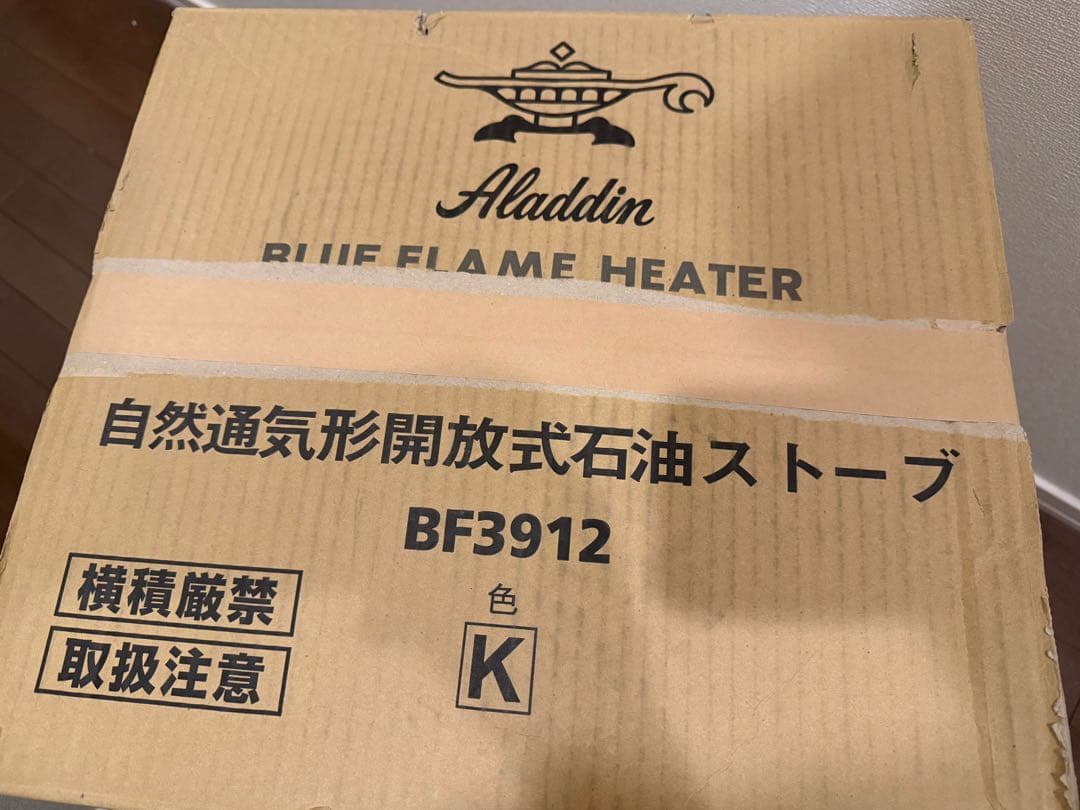 Aladdin
BLUE FLAME HEATER
自然通気形開放式石油ストーブ
BF3912
色
K
横積厳禁
取扱注意